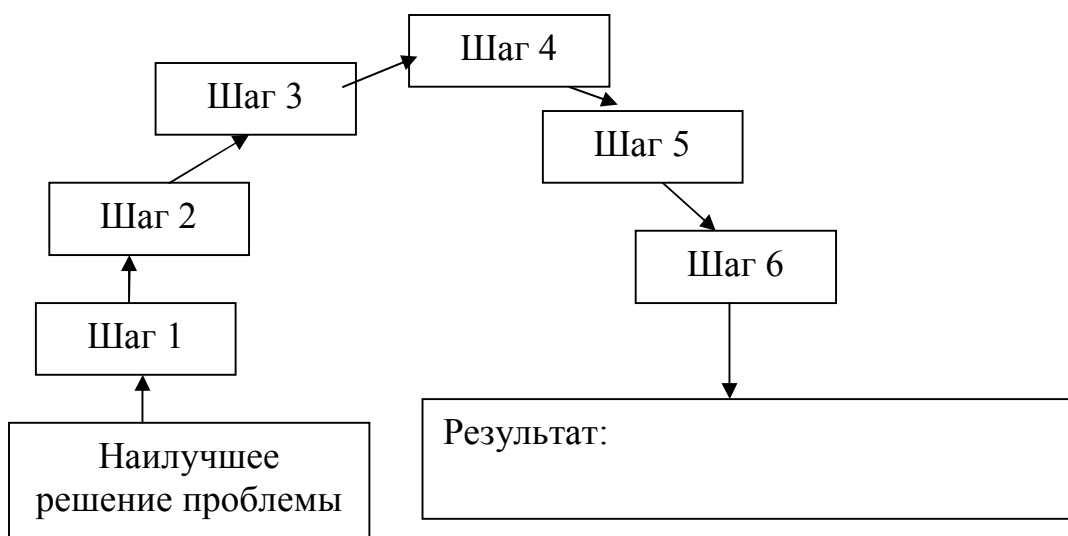 Шаг 4
Шаг 3
Шаг 5
Шаг 2
Шаг 6
Шаг 1
Наилучшее
решение проблемы
Результат: